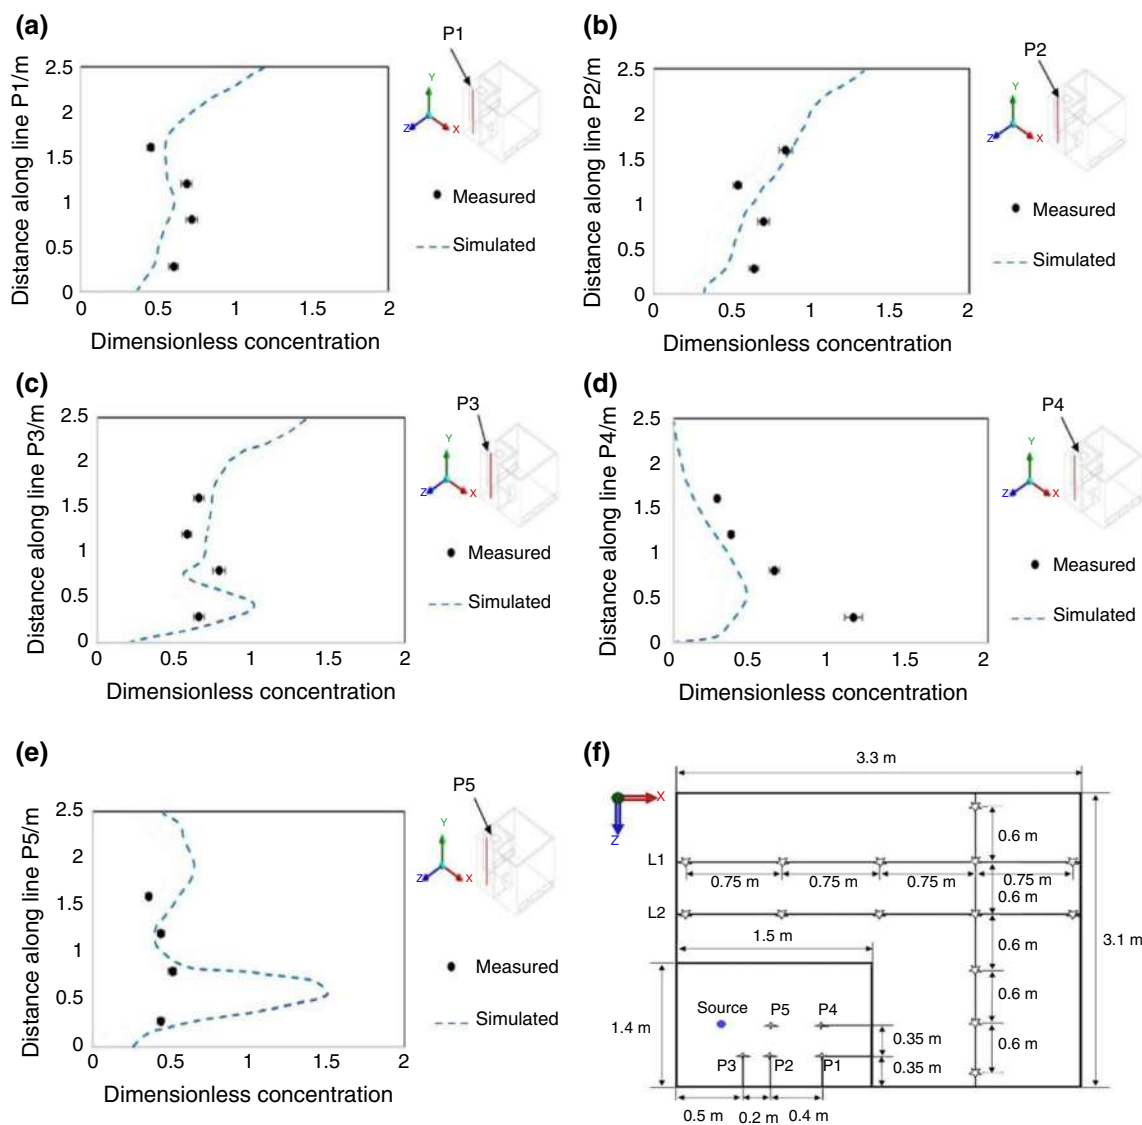 (a)
P1
Distance along line P1/m
2.5
2
1.5
1
0.5
0
0
0.5
1
1.5
2
Dimensionless concentration
Y
Z
X
Measured
Simulated
(b)
P2
Distance along line P2/m
2.5
2
1.5
1
0.5
0
0
0.5
1
1.5
2
Dimensionless concentration
Y
Z
X
Measured
Simulated
(c)
P3
Distance along line P3/m
2.5
2
1.5
1
0.5
0
0
0.5
1
1.5
2
Dimensionless concentration
Y
Z
X
Measured
Simulated
(d)
P4
Distance along line P4/m
2.5
2
1.5
1
0.5
0
0
0.5
1
1.5
2
Dimensionless concentration
Y
Z
X
Measured
Simulated
(e)
P5
Distance along line P5/m
2.5
2
1.5
1
0.5
0
0
0.5
1
1.5
2
Dimensionless concentration
Y
Z
X
Measured
Simulated
(f)
3.3 m
X
Z
0.6 m
L1
0.75 m
0.75 m
0.75 m
0.75 m
0.6 m
L2
1.5 m
3.1 m
0.6 m
0.6 m
Source
P5
P4
1.4 m
0.35 m
0.6 m
P3
P2
P1
0.35 m
0.5 m
0.2 m
0.4 m